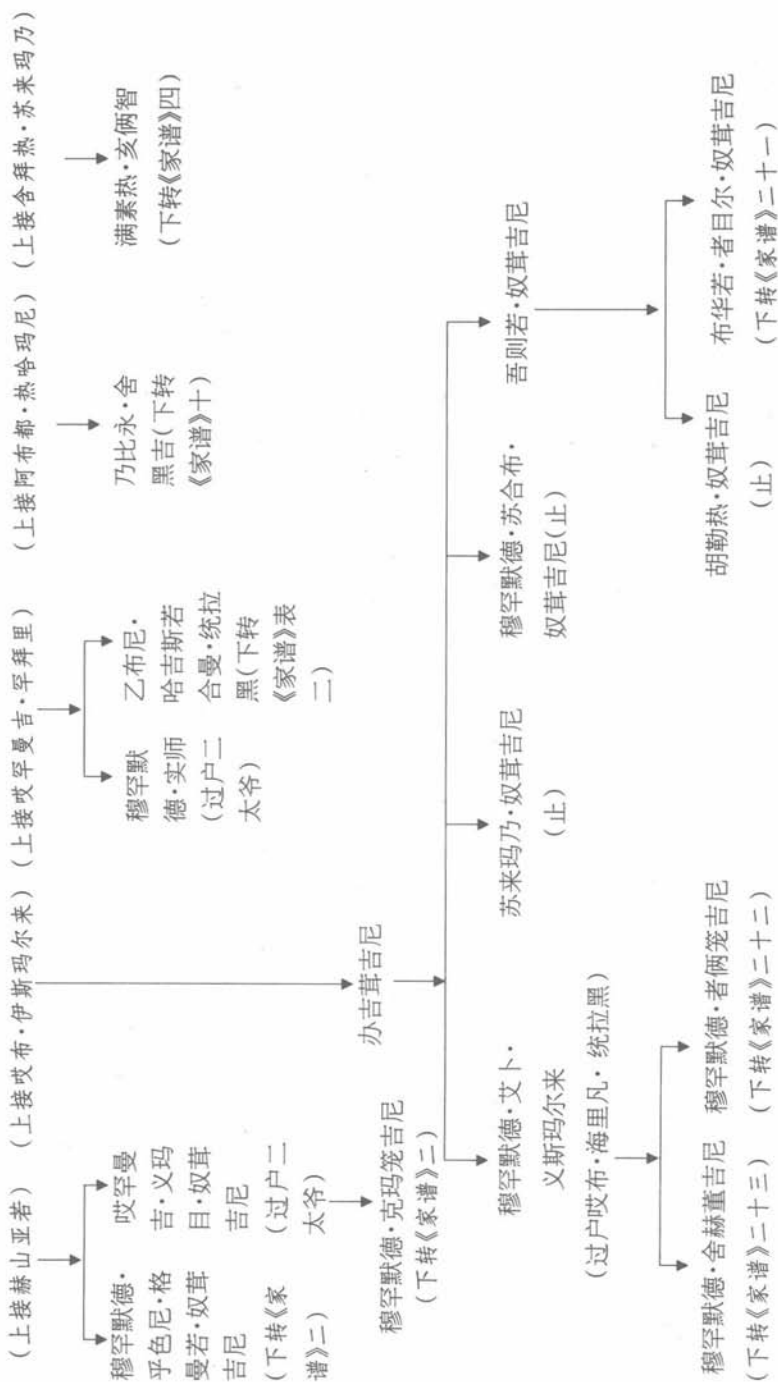 (上接赫山亚若)
穆罕默德·
乎色尼·格
曼若·奴茸
吉尼
(下转《家
谱》二)
哎罕曼
吉·义玛
目·奴茸
吉尼
(过户二
太爷)
穆罕默德·克玛笼吉尼
(下转《家谱》二)
(上接哎布·伊斯玛尔来)
办吉茸吉尼
(上接哎罕曼吉·罕拜里)
穆罕默
德·实师
(过户二
太爷)
乙布尼·
哈吉斯若
合曼·统拉
黑(下转
《家谱》表
二)
(上接阿布都·热哈玛尼)
乃比永·舍
黑吉(下转
《家谱》十)
(上接含拜热·苏来玛乃)
满素热·亥俩智
(下转《家谱》四)
穆罕默德·艾卜·
义斯玛尔来
(过户哎布·海里凡·统拉黑)
苏来玛乃·奴茸吉尼
(止)
穆罕默德·苏合布·
奴茸吉尼(止)
吾则若·奴茸吉尼
穆罕默德·舍赫董吉尼
(下转《家谱》二十三)
穆罕默德·者俩笼吉尼
(下转《家谱》二十二)
胡勒热·奴茸吉尼
(止)
布华若·者目尔·奴茸吉尼
(下转《家谱》二十一)